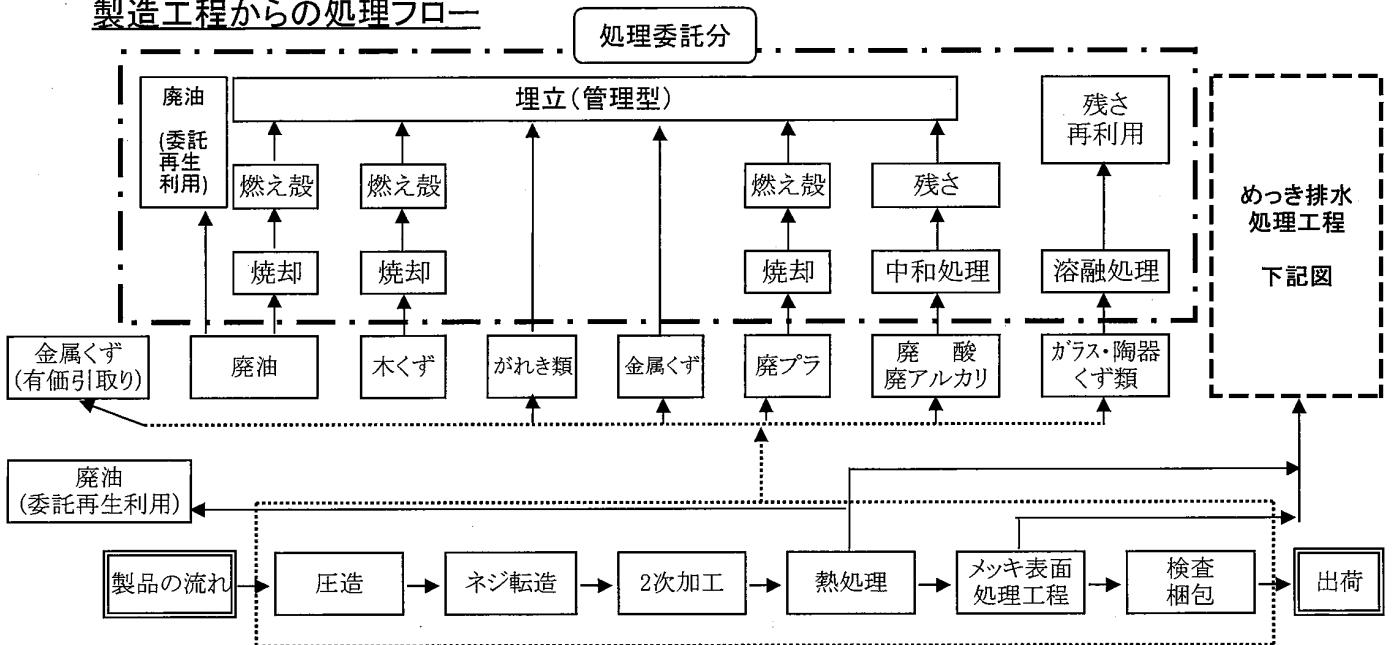 製造工程からの処理フロー
処理委託分
廃油
(委託
再生
利用)
埋立(管理型)
残さ
再利用
燃え殻
燃え殻
燃え殻
残さ
焼却
焼却
焼却
中和処理
溶融処理
めっき排水
処理工程
下記図
金属くず
(有価引取り)
廃油
木くず
がれき類
金属くず
廃プラ
廃 酸
廃アルカリ
ガラス・陶器
くず類
廃油
(委託再生利用)
製品の流れ
圧造
ネジ転造
2次加工
熱処理
メッキ表面
処理工程
検査
梱包
出荷